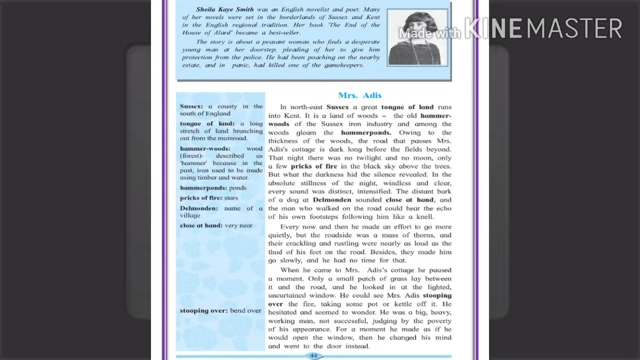 Sheila Kaye Smith was an English novelist and poet. Many
of her novels were set in the borderlands of Sussex and Kent
in the English regional tradition. Her book 'The End of the
House of Alard' became a best-seller.
The story is about a peasant woman who finds a desperate
young man at her doorstep, pleading of her to give him
protection from the police. He had been poaching on the nearby
estate, and in panic, had killed one of the gamekeepers.
Made with KINEMASTER
Mrs. Adis
Sussex: a county in the
south of England
tongue of land: a long
stretch of land branching
out from the mainroad.
hammer-woods: wood
(forest)- described as
'hammer' because in the
past, iron used to be made
using timber and water
hammerponds: ponds
pricks of fire: stars
Delmonden: name of a
village
close at hand: very near
stooping over: bend over
In north-east Sussex a great tongue of land runs
into Kent. It is a land of woods – the old hammer-
woods of the Sussex iron industry and among the
woods gleam the hammerponds. Owing to the
thickness of the woods, the road that passes Mrs.
Adis's cottage is dark long before the fields beyond.
That night there was no twilight and no moon, only
a few pricks of fire in the black sky above the trees.
But what the darkness hid the silence revealed. In the
absolute stillness of the night, windless and clear,
every sound was distinct, intensified. The distant bark
of a dog at Delmonden sounded close at hand, and
the man who walked on the road could hear the echo
of his own footsteps following him like a knell.
Every now and then he made an effort to go more
quietly, but the roadside was a mass of thorns, and
their crackling and rustling were nearly as loud as the
thud of his feet on the road. Besides, they made him
go slowly, and he had no time for that.
When he came to Mrs. Adis's cottage he paused
a moment. Only a small patch of grass lay between
it and the road, and he looked in at the lighted,
uncurtained window. He could see Mrs. Adis stooping
over the fire, taking some pot or kettle off it. He
hesitated and seemed to wonder. He was a big, heavy,
working man, not successful, judging by the poverty
of his appearance. For a moment he made as if he
would open the window, then he changed his mind
and went to the door instead.
44